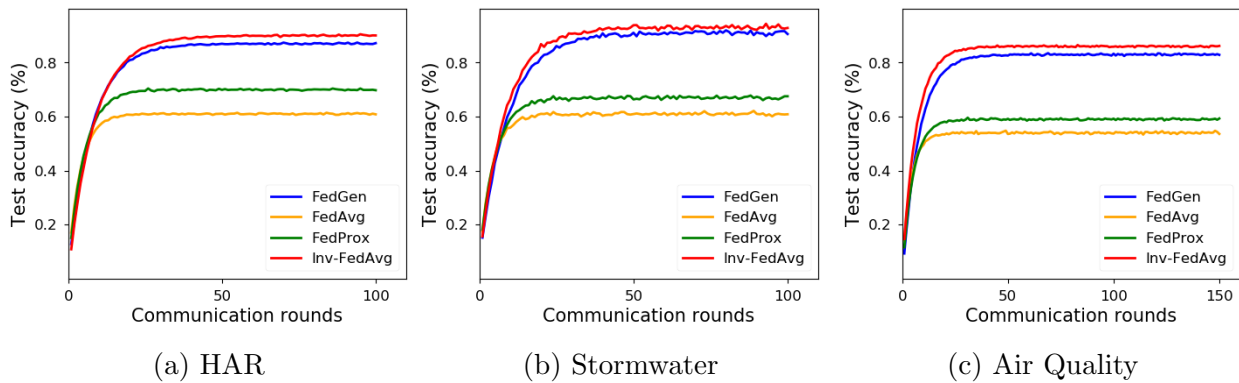 Test accuracy (%)
0.8
0.6
0.4
0.2
0
50
100
Communication rounds
FedGen
FedAvg
FedProx
Inv-FedAvg
(a) HAR
Test accuracy (%)
0.8
0.6
0.4
0.2
0
50
100
Communication rounds
FedGen
FedAvg
FedProx
Inv-FedAvg
(b) Stormwater
Test accuracy (%)
0.8
0.6
0.4
0.2
0
50
100
150
Communication rounds
FedGen
FedAvg
FedProx
Inv-FedAvg
(c) Air Quality